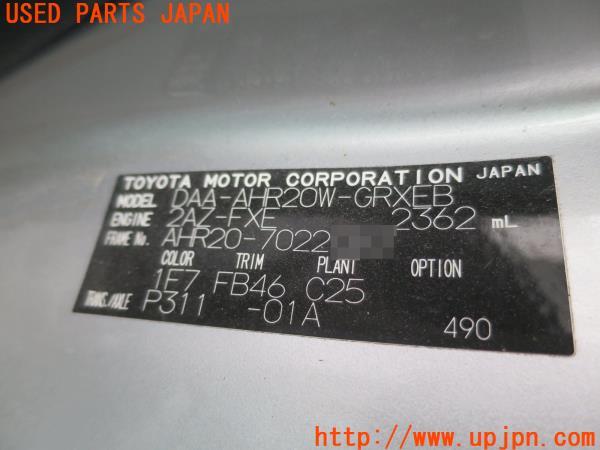 USED PARTS JAPAN
TOYOTA MOTOR CORPORATION JAPAN
MODEL DAA-AHR20W-GRXEB
ENGINE 2AZ-FXE 2362 mL
FRAME No. AHR20-7022
COLOR TRIM PLANT
1F7 FB46 C25
TRANS./AXLE P311 -01A
490
http://www.upjpn.com/